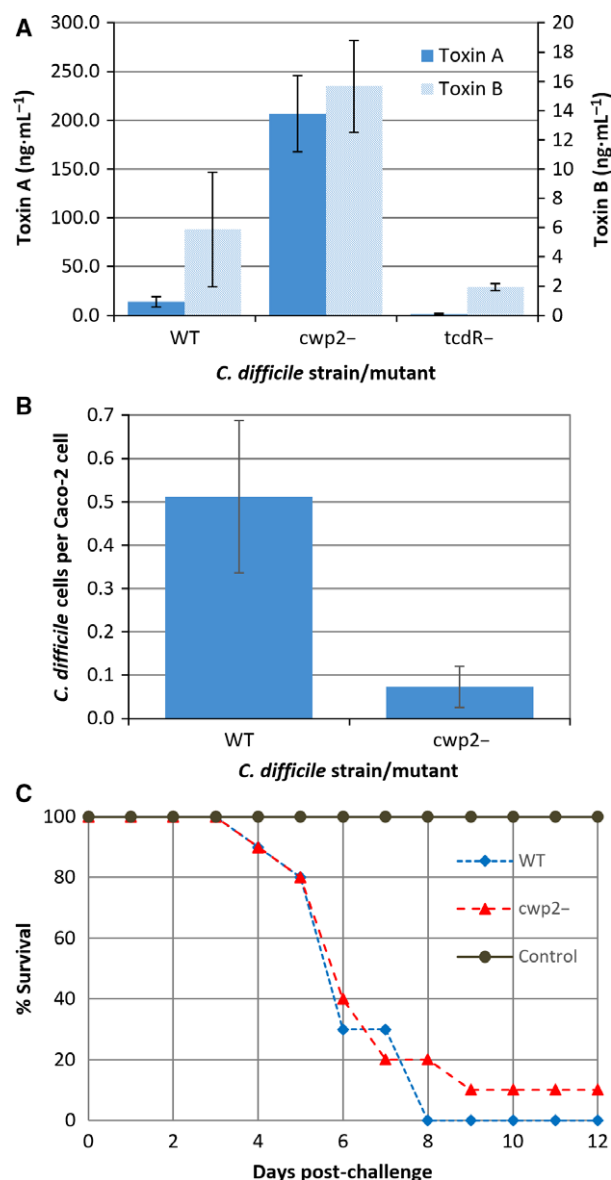 A
300.0
250.0
200.0
150.0
100.0
50.0
0.0
Toxin A (ng·mL⁻¹)
Toxin A
Toxin B
20
18
16
14
12
10
8
6
4
2
0
Toxin B (ng·mL⁻¹)
WT cwp2– tcdR–
C. difficile strain/mutant
B
0.7
0.6
0.5
0.4
0.3
0.2
0.1
0.0
C. difficile cells per Caco-2 cell
WT cwp2–
C. difficile strain/mutant
C
100
80
60
40
20
0
% Survival
WT
cwp2–
Control
0 2 4 6 8 10 12
Days post-challenge